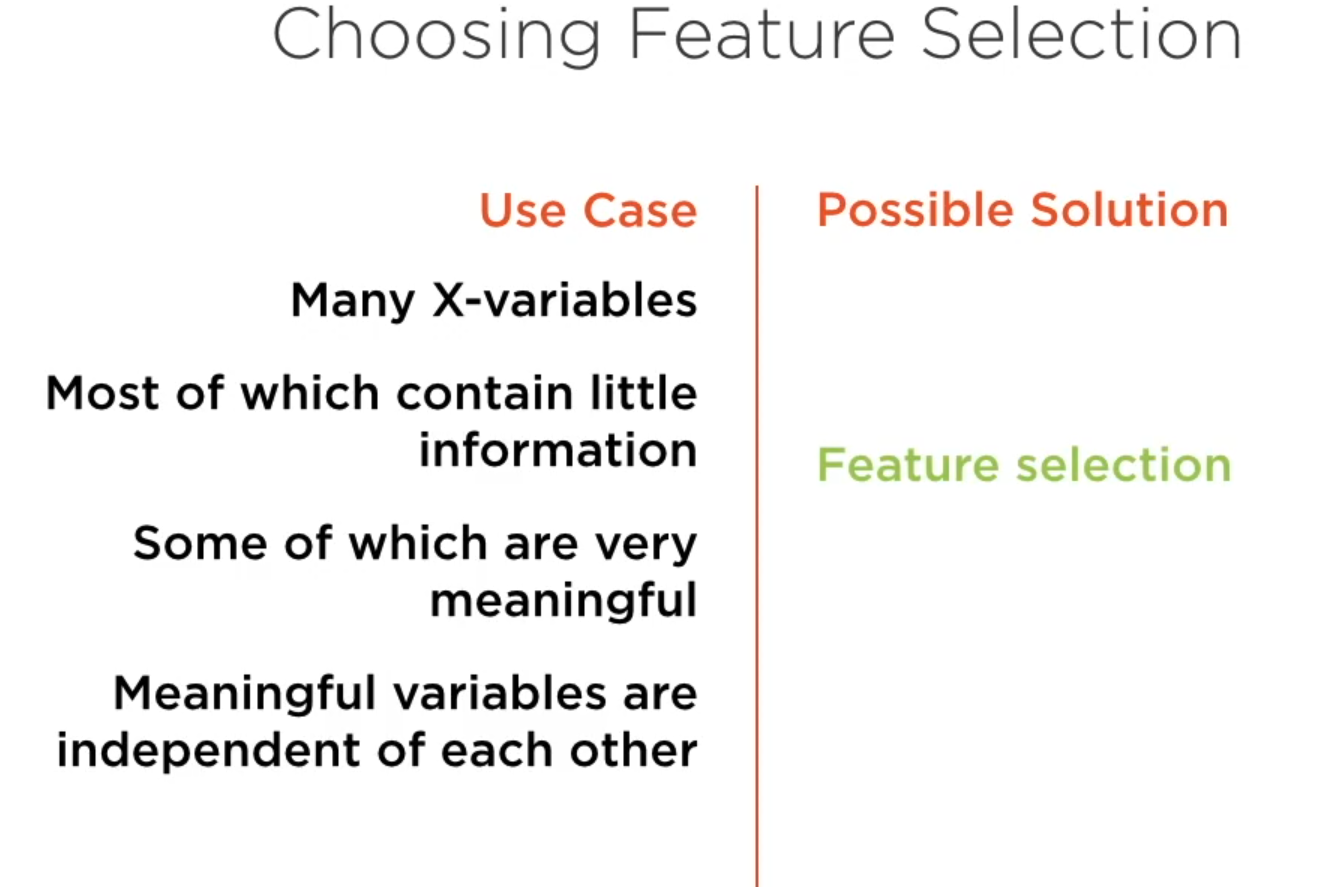 Choosing Feature Selection
Use Case
Possible Solution
Many X-variables
Most of which contain little
information
Feature selection
Some of which are very
meaningful
Meaningful variables are
independent of each other